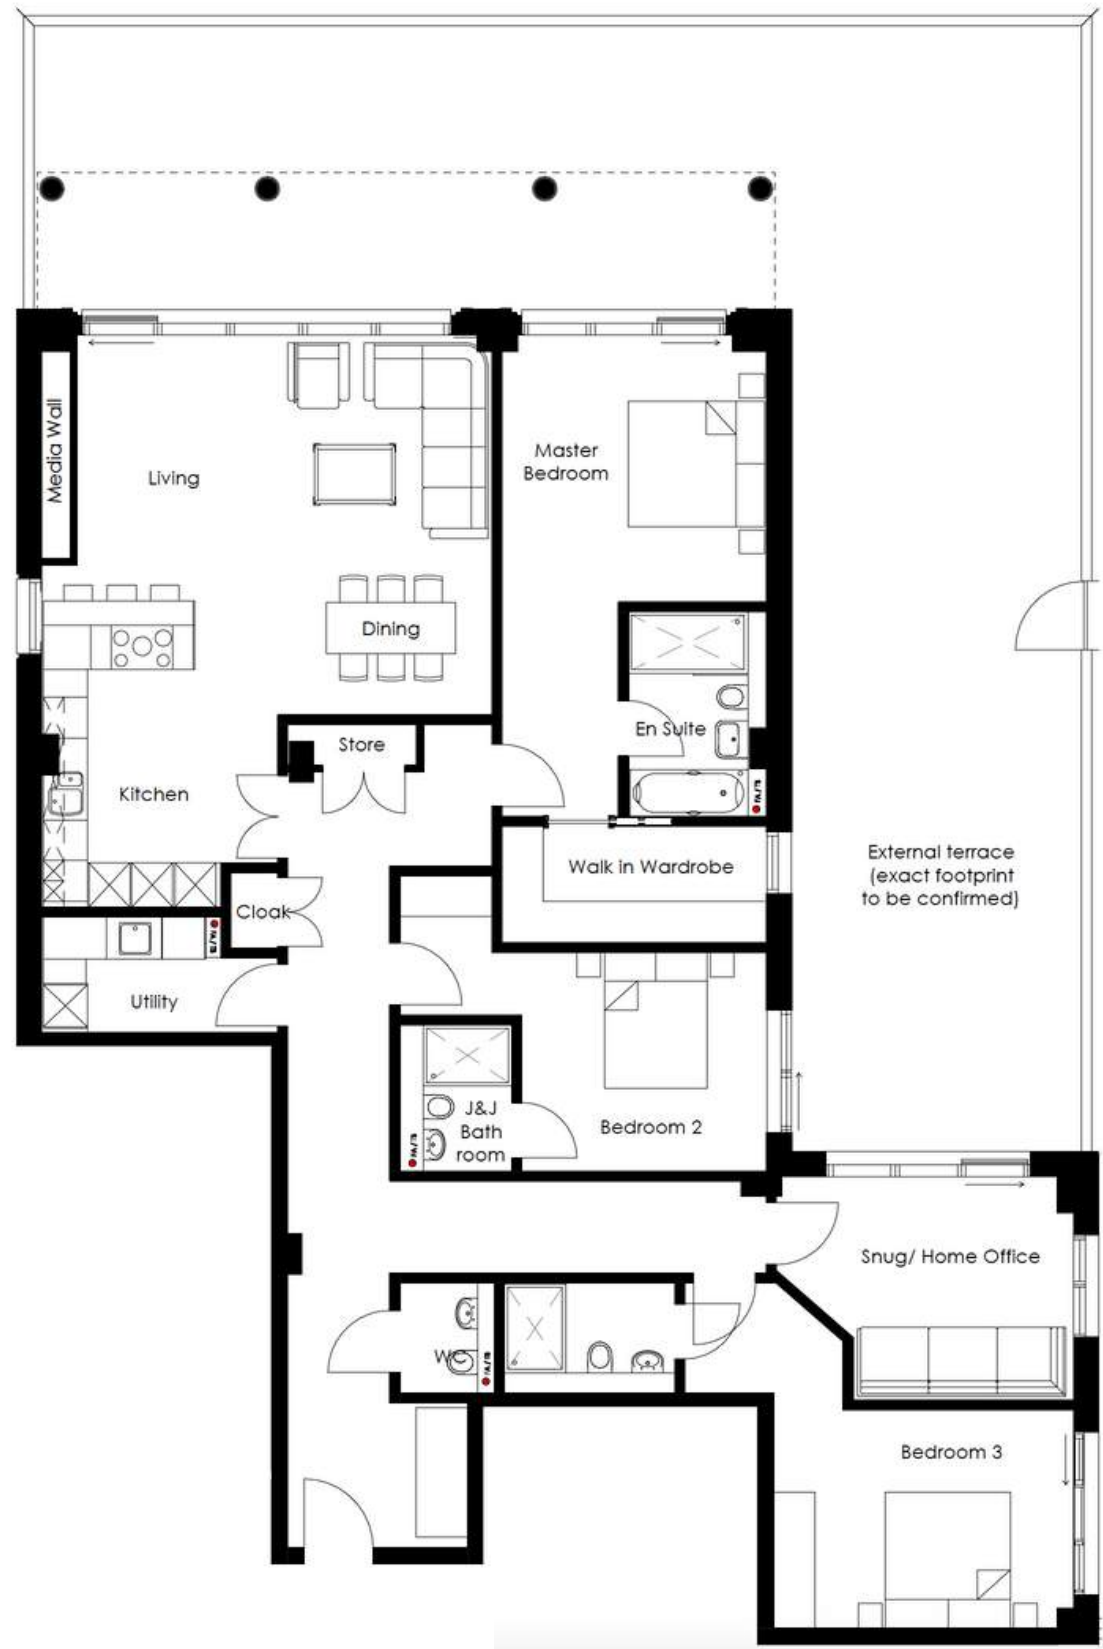 Media Wall
Living
Master
Bedroom
Dining
En Suite
Store
Kitchen
Walk in Wardrobe
External terrace
(exact footprint
to be confirmed)
Cloak
Utility
J&J
Bath
room
Bedroom 2
Snug/ Home Office
WC
Bedroom 3